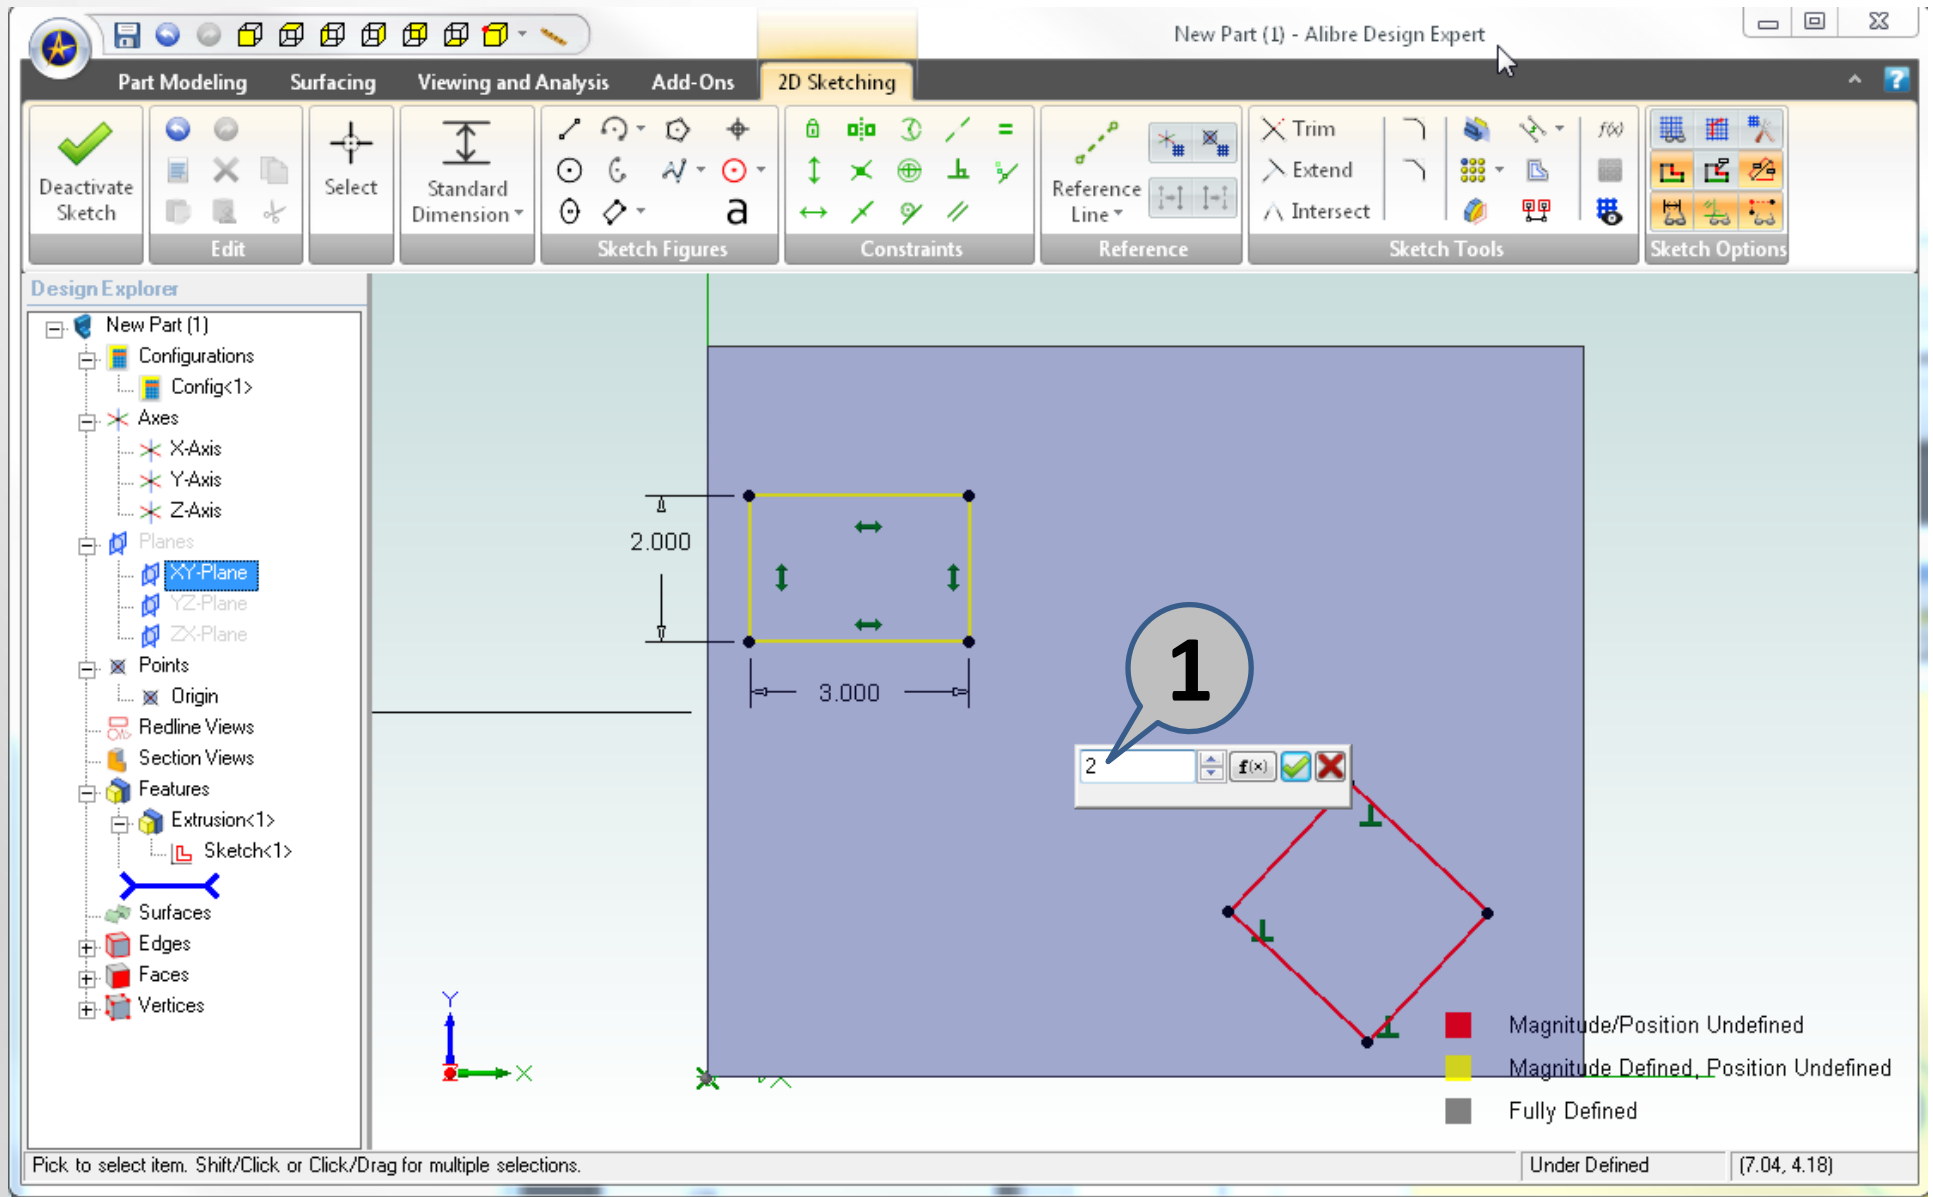 New Part (1) - Alibre Design Expert
Part Modeling Surfacing Viewing and Analysis Add-Ons 2D Sketching
Deactivate
Sketch
Edit
Select
Standard
Dimension
a
Sketch Figures
Constraints
Reference
Line
Reference
Trim
Extend
Intersect
f(x)
Sketch Tools
Sketch Options
Design Explorer
New Part (1)
Configurations
Config<1>
Axes
X-Axis
Y-Axis
Z-Axis
Planes
XY-Plane
YZ-Plane
ZX-Plane
Points
Origin
Redline Views
Section Views
Features
Extrusion<1>
Sketch<1>
Surfaces
Edges
Faces
Vertices
2.000
3.000
1
2
f(x)
Y
X
Magnitude/Position Undefined
Magnitude Defined, Position Undefined
Fully Defined
Pick to select item. Shift/Click or Click/Drag for multiple selections.
Under Defined
(7.04, 4.18)